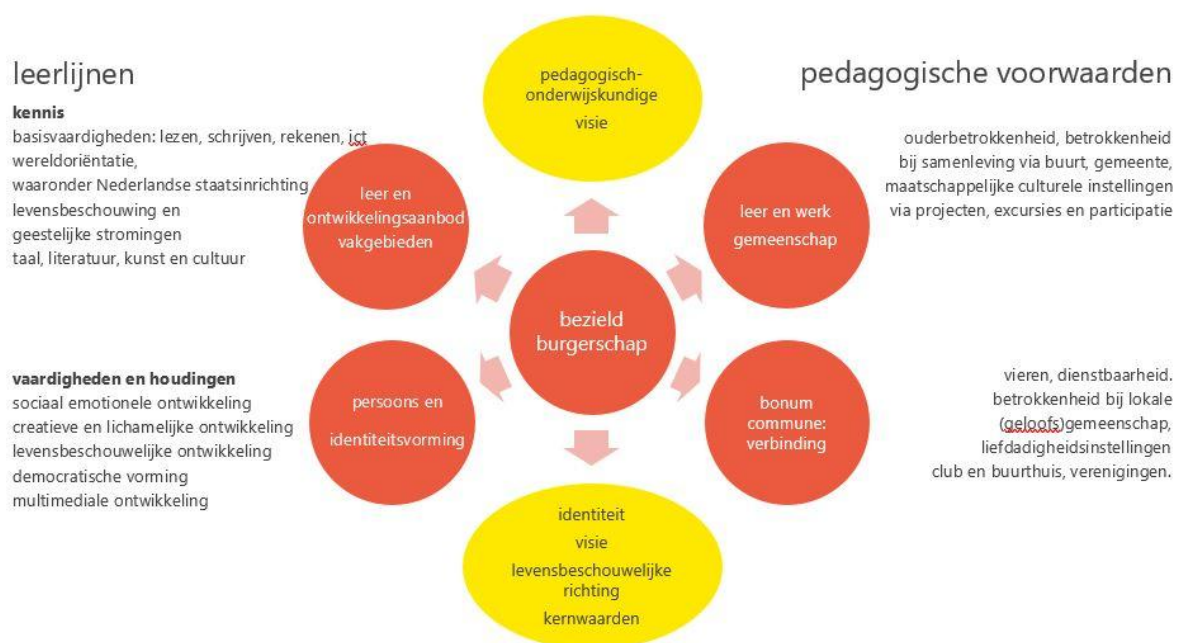 leerlijnen
kennis
basisvaardigheden: lezen, schrijven, rekenen, ict
wereldoriëntatie,
waaronder Nederlandse staatsinrichting
levensbeschouwing en
geestelijke stromingen
taal, literatuur, kunst en cultuur
vaardigheden en houdingen
sociaal emotionele ontwikkeling
creatieve en lichamelijke ontwikkeling
levensbeschouwelijke ontwikkeling
democratische vorming
multimediale ontwikkeling
pedagogisch-
onderwijskundige
visie
leer en
ontwikkelingsaanbod
vakgebieden
leer en werk
gemeenschap
bezield
burgerschap
persoons en
identiteitsvorming
bonum
commune:
verbinding
identiteit
visie
levensbeschouwelijke
richting
kernwaarden
pedagogische voorwaarden
ouderbetrokkenheid, betrokkenheid
bij samenleving via buurt, gemeente,
maatschappelijke culturele instellingen
via projecten, excursies en participatie
vieren, dienstbaarheid.
betrokkenheid bij lokale
(geloofs)gemeenschap,
liefdadigheidsinstellingen
club en buurthuis, verenigingen.